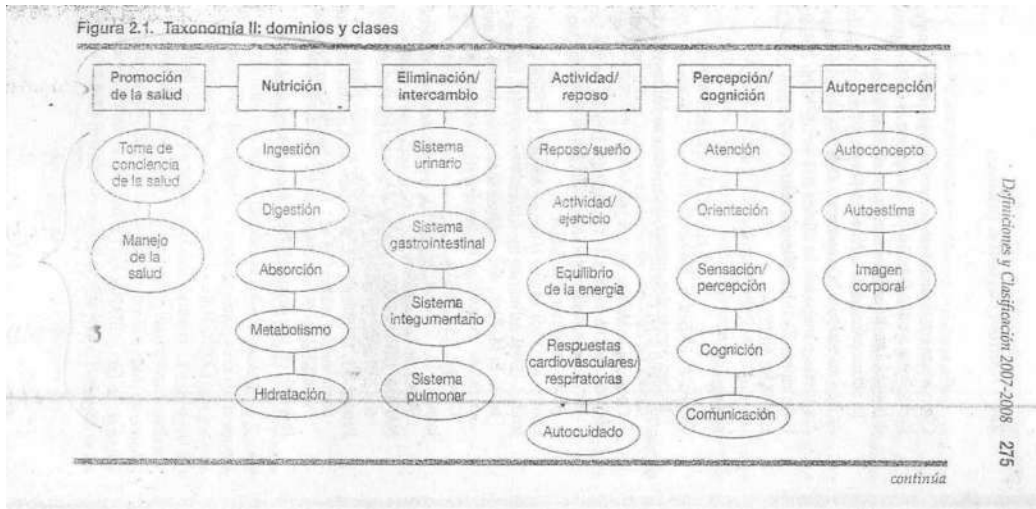 Figura 2.1. Taxonomía II: dominios y clases
Promoción
de la salud
Nutrición
Eliminación/
intercambio
Actividad/
reposo
Percepción/
cognición
Autopercepción
Toma de
conciencia
de la salud
Manejo
de la
salud
Ingestión
Digestión
Absorción
Metabolismo
Hidratación
Sistema
urinario
Sistema
gastrointestinal
Sistema
integumentario
Sistema
pulmonar
Reposo/sueño
Actividad/
ejercicio
Equilibrio
de la energía
Respuestas
cardiovasculares/
respiratorias
Autocuidado
Atención
Orientación
Sensación/
percepción
Cognición
Comunicación
Autoconcepto
Autoestima
Imagen
corporal
Definiciones y Clasificación 2007-2008 275
continúa